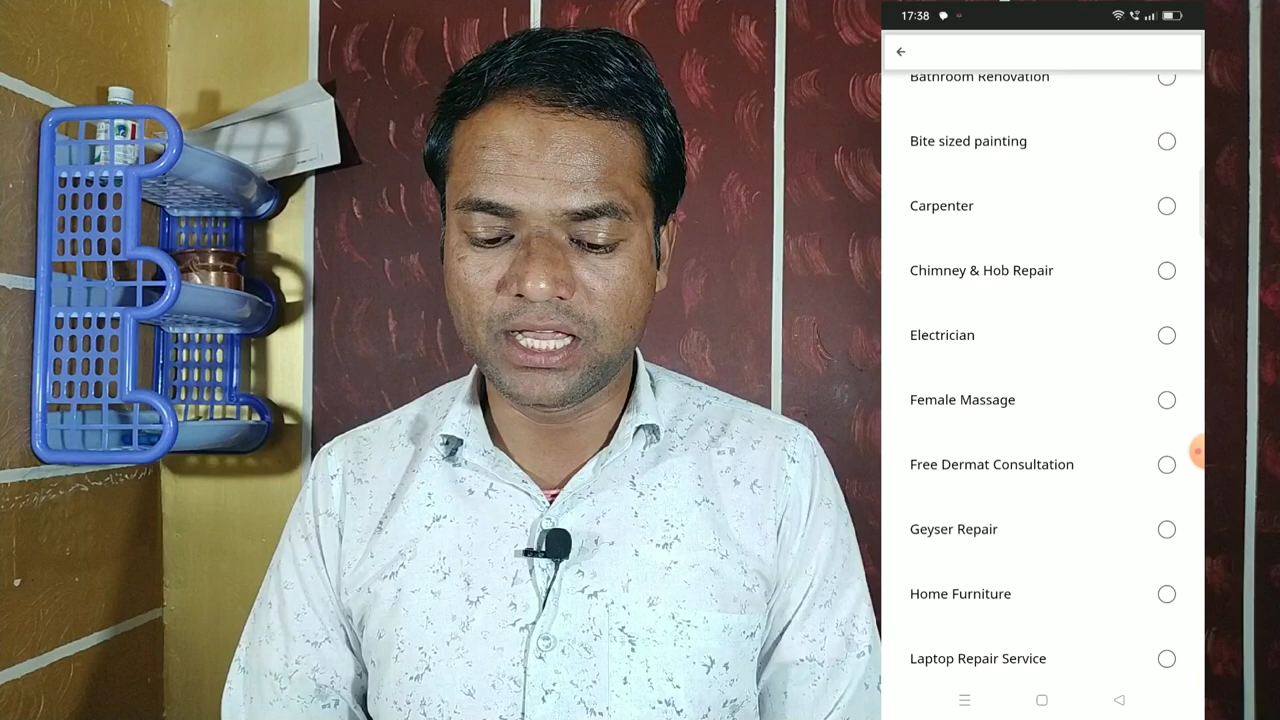 17:38
Bathroom Renovation
Bite sized painting
Carpenter
Chimney & Hob Repair
Electrician
Female Massage
Free Dermat Consultation
Geyser Repair
Home Furniture
Laptop Repair Service